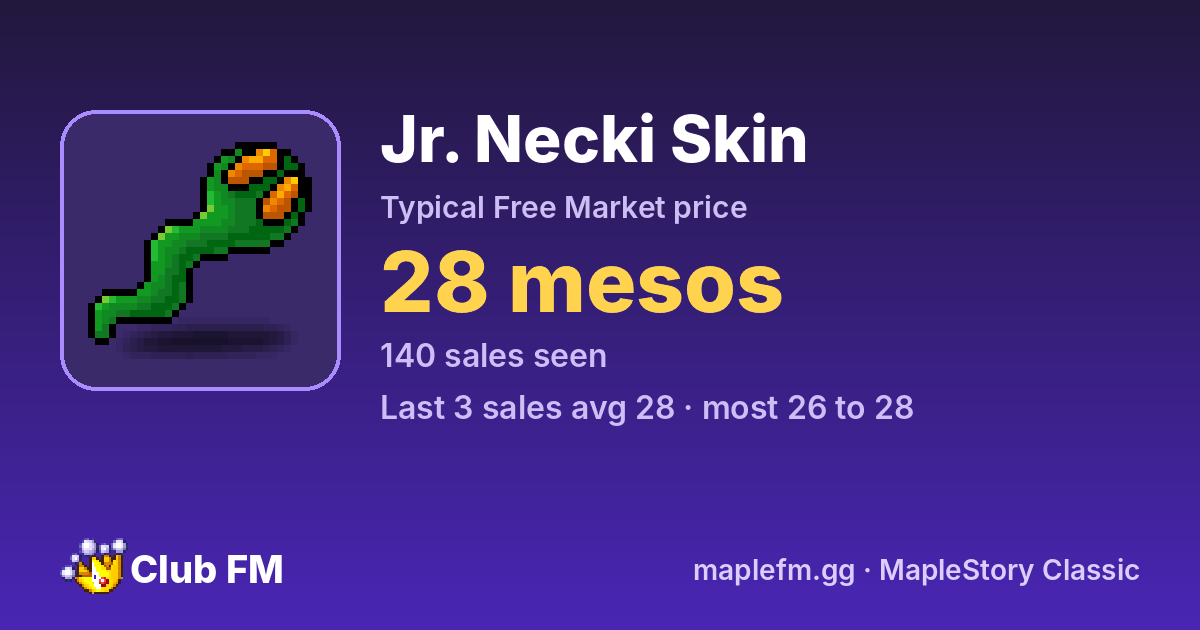 Jr. Necki Skin
Typical Free Market price
28 mesos
140 sales seen
Last 3 sales avg 28 · most 26 to 28
Club FM
maplefm.gg · MapleStory Classic